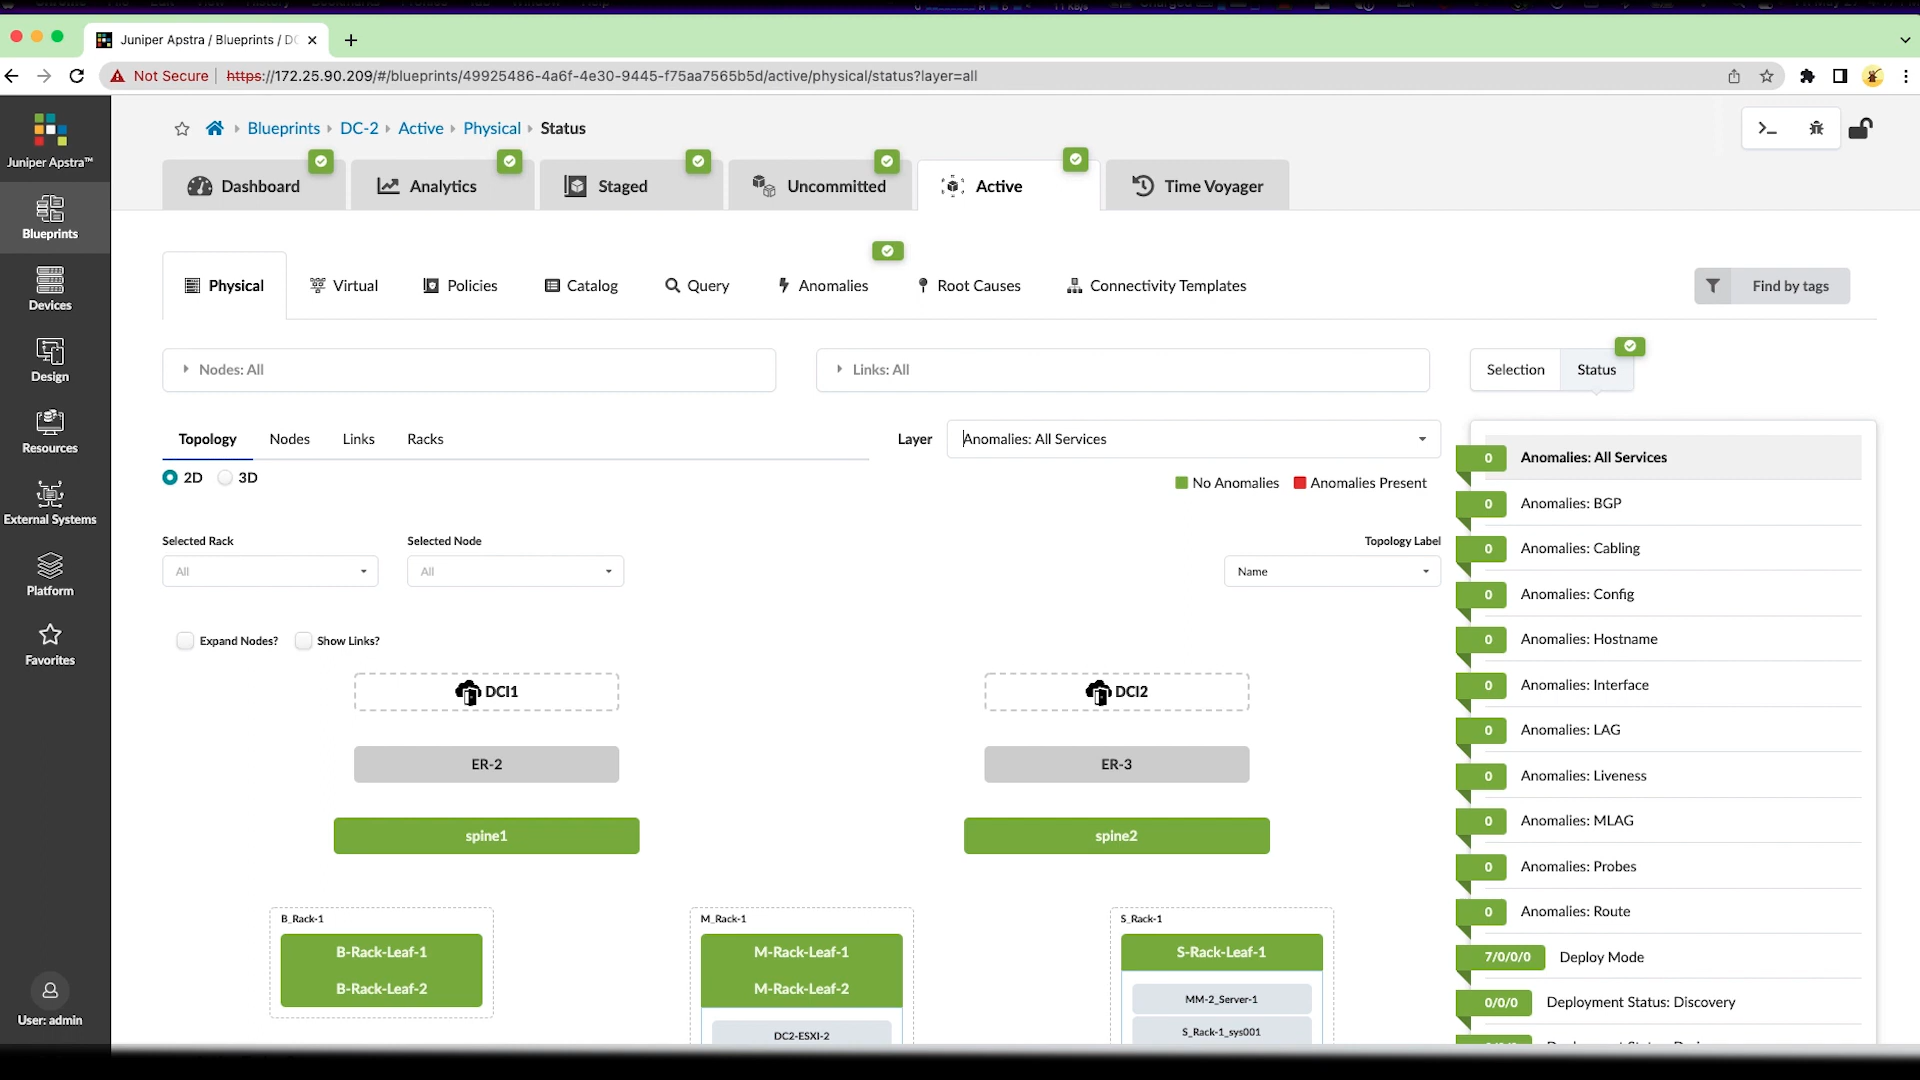 Juniper Apstra / Blueprints / DC
Not Secure https://172.25.90.209/#/blueprints/49925486-4a6f-4e30-9445-f75aa7565b5d/active/physical/status?layer=all
Juniper Apstra™
Blueprints
Devices
Design
Resources
External Systems
Platform
Favorites
User: admin
Blueprints DC-2 Active Physical Status
Dashboard Analytics Staged Uncommitted Active Time Voyager
Physical Virtual Policies Catalog Query Anomalies Root Causes Connectivity Templates Find by tags
Nodes: All Links: All Selection Status
Topology Nodes Links Racks Layer Anomalies: All Services
2D 3D No Anomalies Anomalies Present
Selected Rack Selected Node Topology Label
All All Name
Expand Nodes? Show Links?
DCI1 DCI2
ER-2 ER-3
spine1 spine2
B_Rack-1 M_Rack-1 S_Rack-1
B-Rack-Leaf-1 M-Rack-Leaf-1 S-Rack-Leaf-1
B-Rack-Leaf-2 M-Rack-Leaf-2 MM-2_Server-1
DC2-ESXI-2 S_Rack-1_sys001
0 Anomalies: All Services
0 Anomalies: BGP
0 Anomalies: Cabling
0 Anomalies: Config
0 Anomalies: Hostname
0 Anomalies: Interface
0 Anomalies: LAG
0 Anomalies: Liveness
0 Anomalies: MLAG
0 Anomalies: Probes
0 Anomalies: Route
7/0/0/0 Deploy Mode
0/0/0 Deployment Status: Discovery